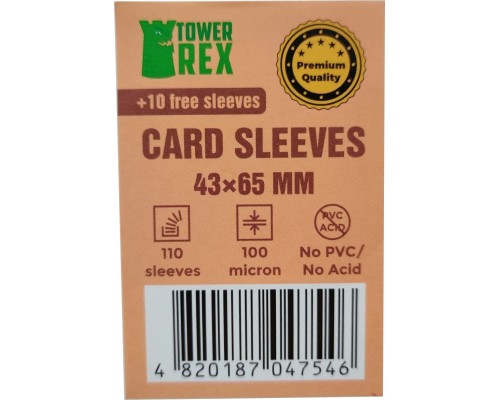 TOWER
REX
Premium
Quality
+10 free sleeves
CARD SLEEVES
43×65 MM
PVC
ACID
110
sleeves
100
micron
No PVC/
No Acid
4 820187 047546